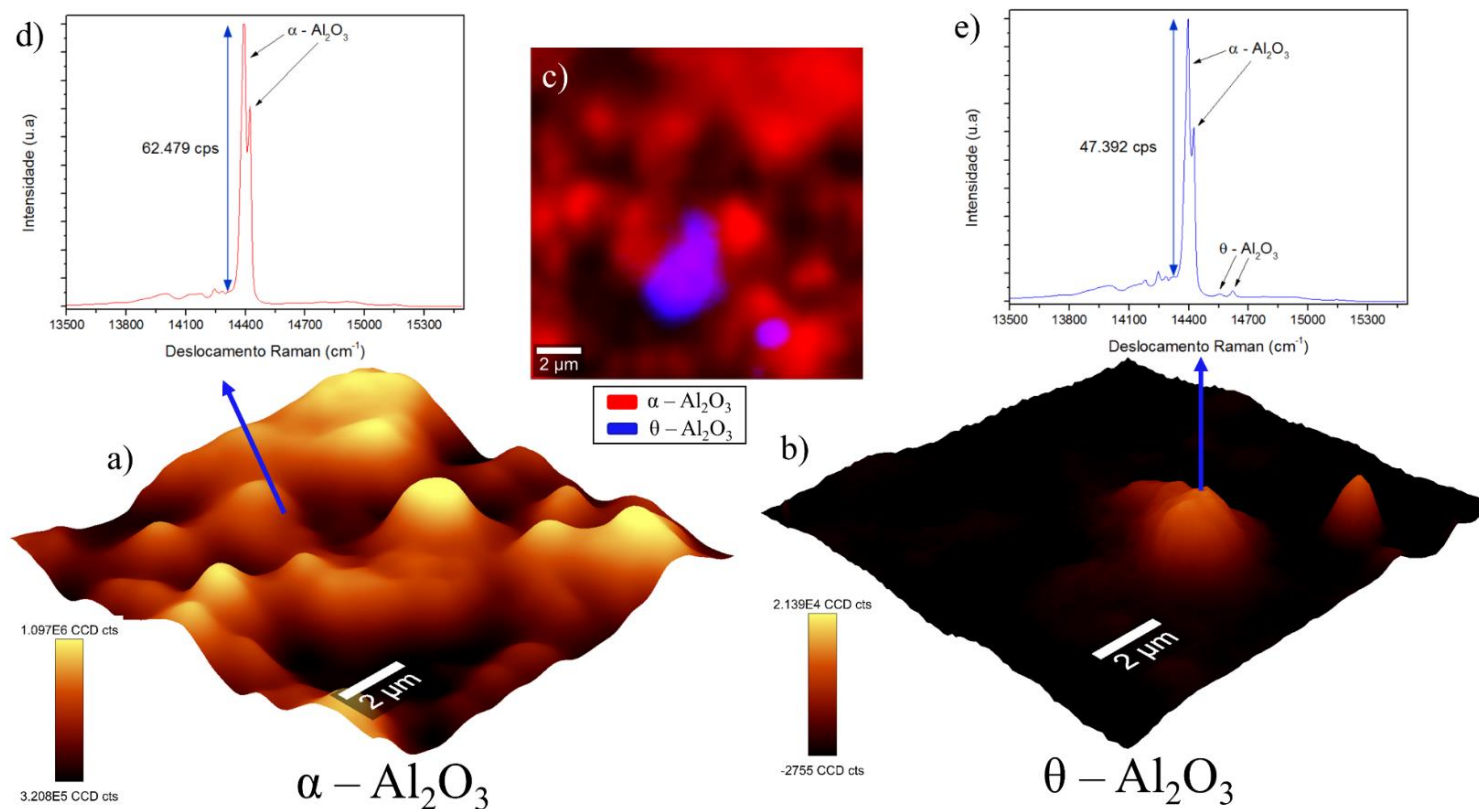 d)
α - Al₂O₃
62.479 cps
Intensidade (u.a)
13500 13800 14100 14400 14700 15000 15300
Deslocamento Raman (cm⁻¹)
c)
2 µm
α – Al₂O₃
θ – Al₂O₃
e)
α - Al₂O₃
47.392 cps
θ - Al₂O₃
Intensidade (u.a)
13500 13800 14100 14400 14700 15000 15300
Deslocamento Raman (cm⁻¹)
a)
1.097E6 CCD cts
3.208E5 CCD cts
2 µm
α – Al₂O₃
b)
2.139E4 CCD cts
-2755 CCD cts
2 µm
θ – Al₂O₃